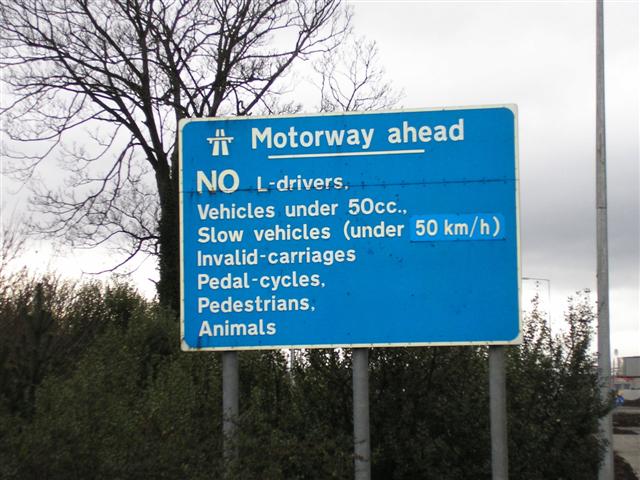 Motorway ahead
NO L-drivers,
Vehicles under 50cc.,
Slow vehicles (under 50 km/h)
Invalid-carriages
Pedal-cycles,
Pedestrians,
Animals